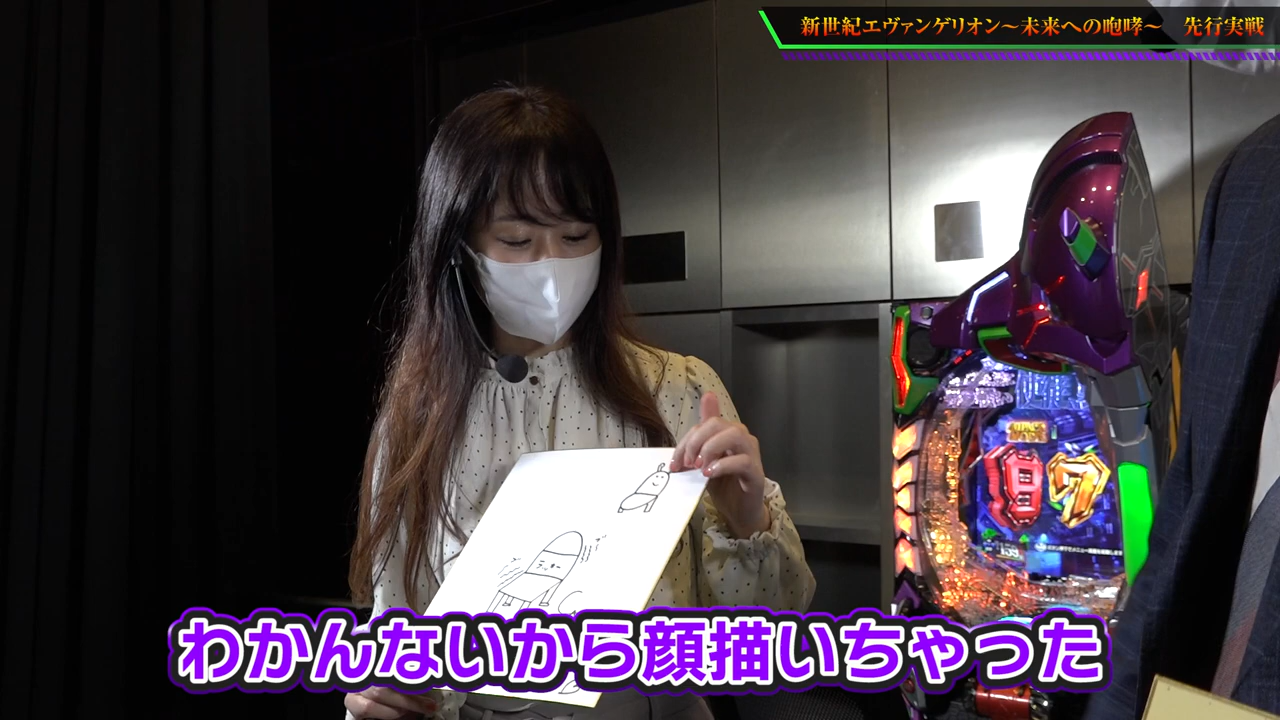 新世紀エヴァンゲリオン~未来への咆哮~ 先行実戦
87
わかんないから顔描いちゃった